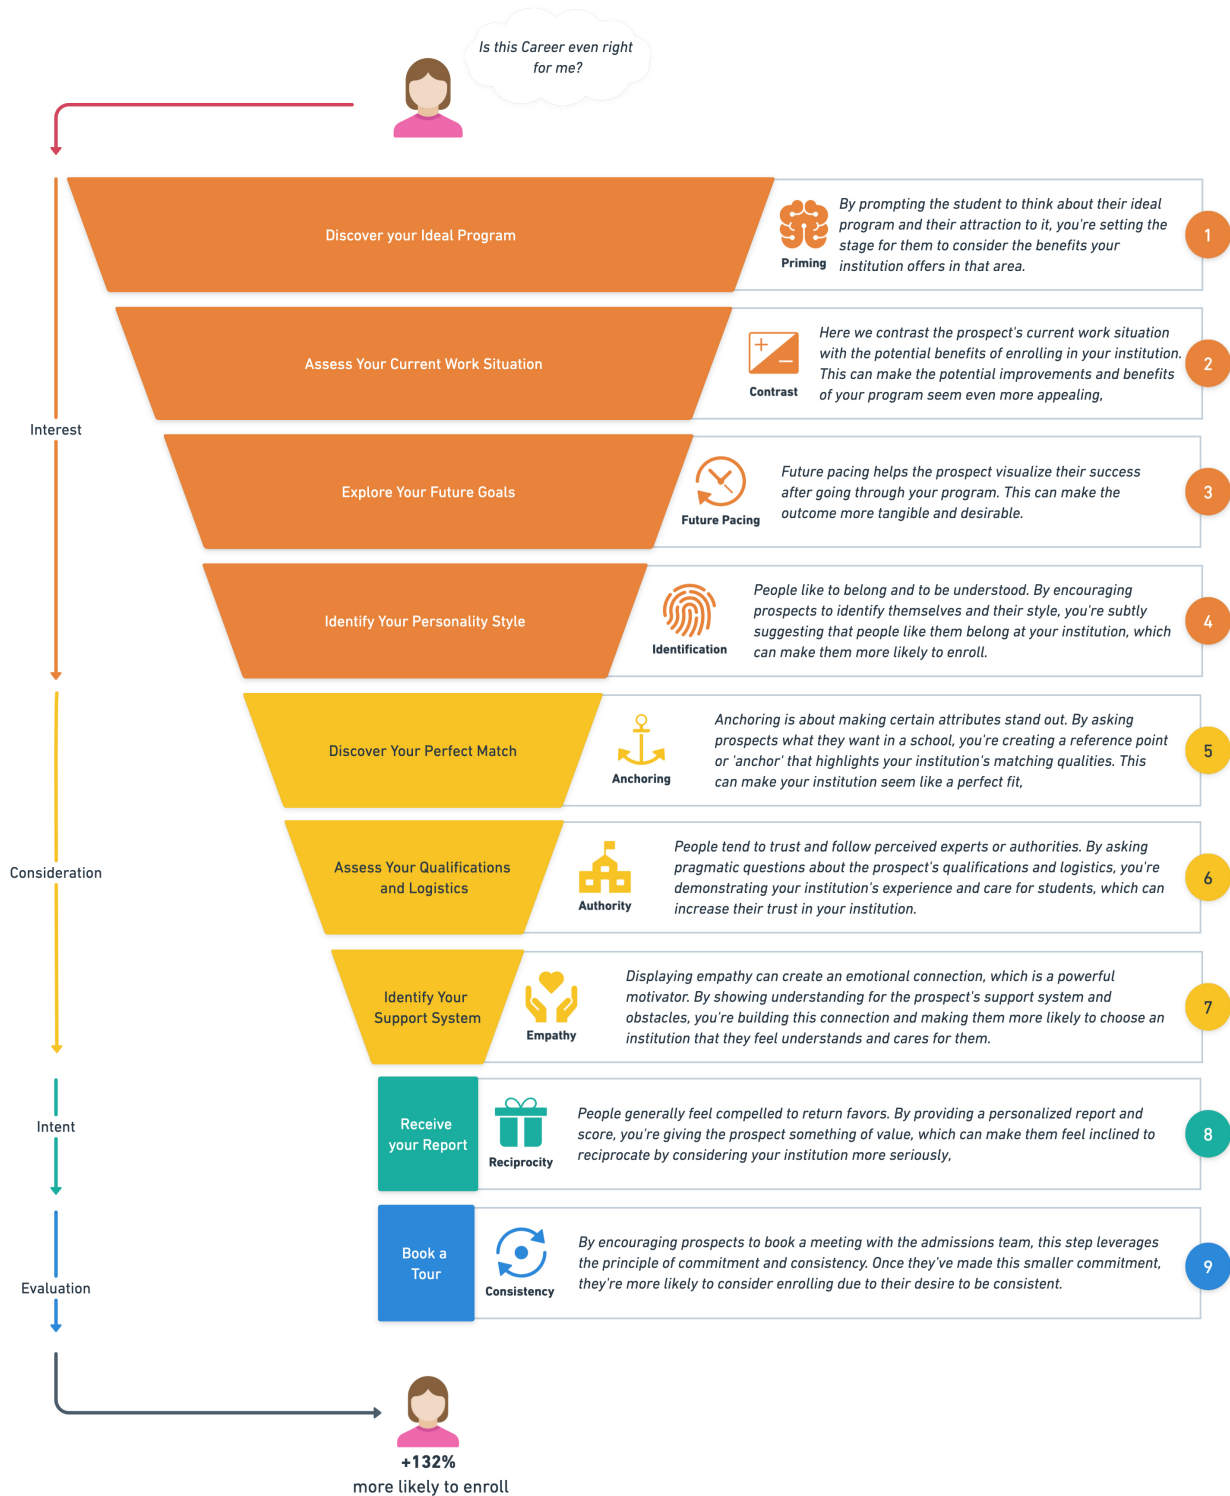 Is this Career even right
for me?
Discover your Ideal Program
Priming
By prompting the student to think about their ideal
program and their attraction to it, you're setting the
stage for them to consider the benefits your
institution offers in that area.
1
Assess Your Current Work Situation
Contrast
Here we contrast the prospect's current work situation
with the potential benefits of enrolling in your institution.
This can make the potential improvements and benefits
of your program seem even more appealing,
2
Interest
Explore Your Future Goals
Future Pacing
Future pacing helps the prospect visualize their success
after going through your program. This can make the
outcome more tangible and desirable.
3
Identify Your Personality Style
Identification
People like to belong and to be understood. By encouraging
prospects to identify themselves and their style, you're subtly
suggesting that people like them belong at your institution, which
can make them more likely to enroll.
4
Discover Your Perfect Match
Anchoring
Anchoring is about making certain attributes stand out. By asking
prospects what they want in a school, you're creating a reference point
or 'anchor' that highlights your institution's matching qualities. This
can make your institution seem like a perfect fit,
5
Consideration
Assess Your Qualifications
and Logistics
Authority
People tend to trust and follow perceived experts or authorities. By asking
pragmatic questions about the prospect's qualifications and logistics, you're
demonstrating your institution's experience and care for students, which can
increase their trust in your institution.
6
Identify Your
Support System
Empathy
Displaying empathy can create an emotional connection, which is a powerful
motivator. By showing understanding for the prospect's support system and
obstacles, you're building this connection and making them more likely to choose an
institution that they feel understands and cares for them.
7
Intent
Receive
your Report
Reciprocity
People generally feel compelled to return favors. By providing a personalized report and
score, you're giving the prospect something of value, which can make them feel inclined to
reciprocate by considering your institution more seriously,
8
Evaluation
Book a
Tour
Consistency
By encouraging prospects to book a meeting with the admissions team, this step leverages
the principle of commitment and consistency. Once they've made this smaller commitment,
they're more likely to consider enrolling due to their desire to be consistent.
9
+132%
more likely to enroll